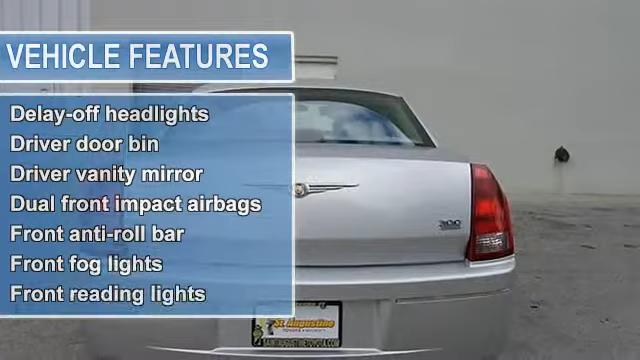 VEHICLE FEATURES
Delay-off headlights
Driver door bin
Driver vanity mirror
Dual front impact airbags
Front anti-roll bar
Front fog lights
Front reading lights
300
St. Augustine